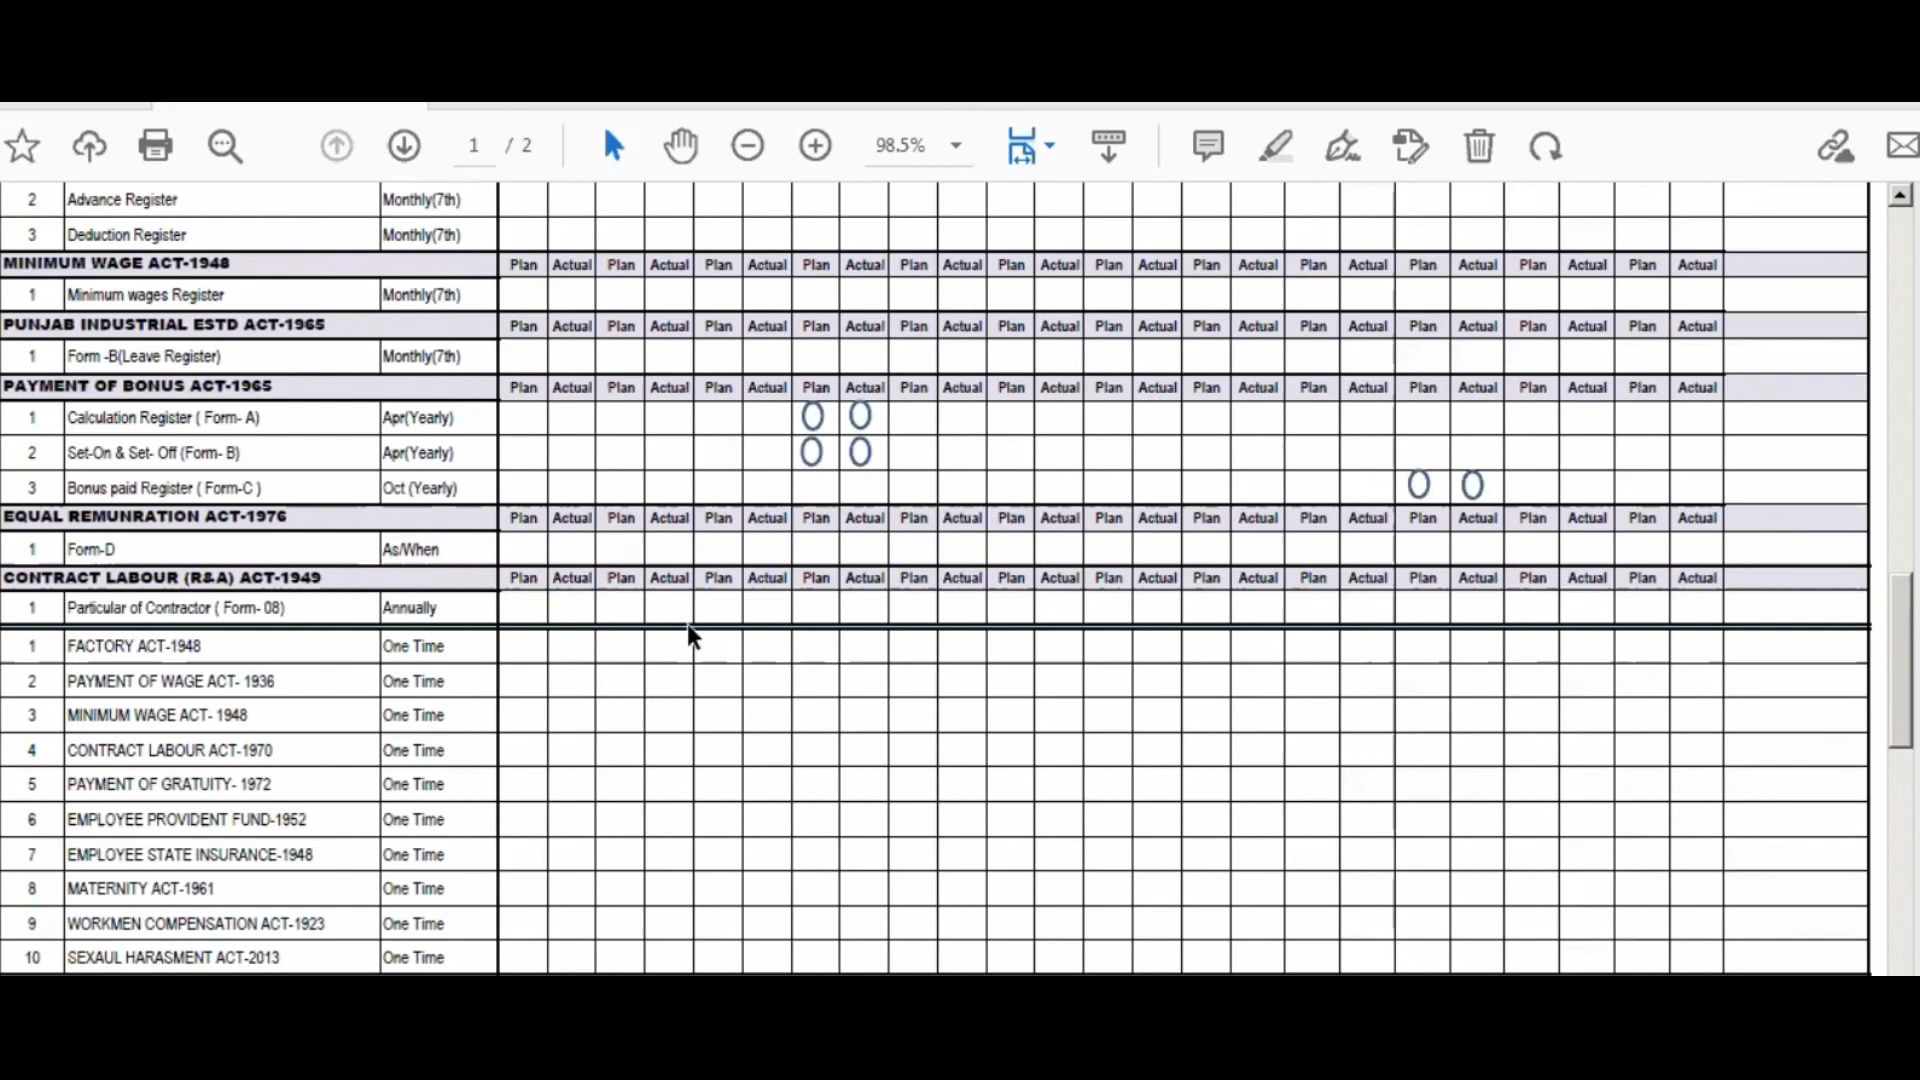 1 / 2 98.5%
2 Advance Register Monthly(7th)
3 Deduction Register Monthly(7th)
MINIMUM WAGE ACT-1948 Plan Actual Plan Actual Plan Actual Plan Actual Plan Actual Plan Actual Plan Actual Plan Actual Plan Actual Plan Actual Plan Actual Plan Actual
1 Minimum wages Register Monthly(7th)
PUNJAB INDUSTRIAL ESTD ACT-1965 Plan Actual Plan Actual Plan Actual Plan Actual Plan Actual Plan Actual Plan Actual Plan Actual Plan Actual Plan Actual Plan Actual Plan Actual
1 Form -B(Leave Register) Monthly(7th)
PAYMENT OF BONUS ACT-1965 Plan Actual Plan Actual Plan Actual Plan Actual Plan Actual Plan Actual Plan Actual Plan Actual Plan Actual Plan Actual Plan Actual Plan Actual
1 Calculation Register ( Form- A) Apr(Yearly) O O
2 Set-On & Set- Off (Form- B) Apr(Yearly) O O
3 Bonus paid Register ( Form-C ) Oct (Yearly) O O
EQUAL REMUNRATION ACT-1976 Plan Actual Plan Actual Plan Actual Plan Actual Plan Actual Plan Actual Plan Actual Plan Actual Plan Actual Plan Actual Plan Actual Plan Actual
1 Form-D As/When
CONTRACT LABOUR (R&A) ACT-1949 Plan Actual Plan Actual Plan Actual Plan Actual Plan Actual Plan Actual Plan Actual Plan Actual Plan Actual Plan Actual Plan Actual Plan Actual
1 Particular of Contractor ( Form- 08) Annually
1 FACTORY ACT-1948 One Time
2 PAYMENT OF WAGE ACT- 1936 One Time
3 MINIMUM WAGE ACT- 1948 One Time
4 CONTRACT LABOUR ACT-1970 One Time
5 PAYMENT OF GRATUITY- 1972 One Time
6 EMPLOYEE PROVIDENT FUND-1952 One Time
7 EMPLOYEE STATE INSURANCE-1948 One Time
8 MATERNITY ACT-1961 One Time
9 WORKMEN COMPENSATION ACT-1923 One Time
10 SEXAUL HARASMENT ACT-2013 One Time